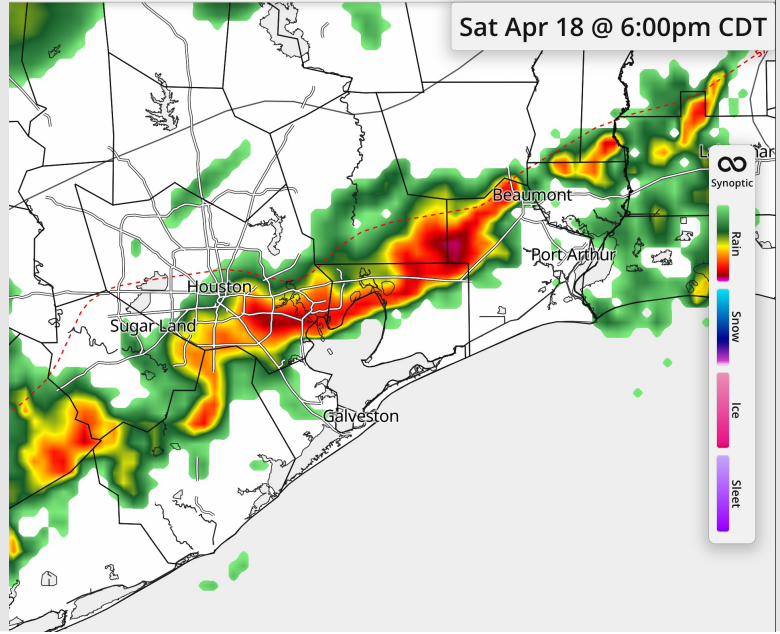 Sat Apr 18 @ 6:00pm CDT
Synoptic
Beaumont
Rain
Port Arthur
Houston
Snow
Sugar Land
Ice
Galveston
Sleet